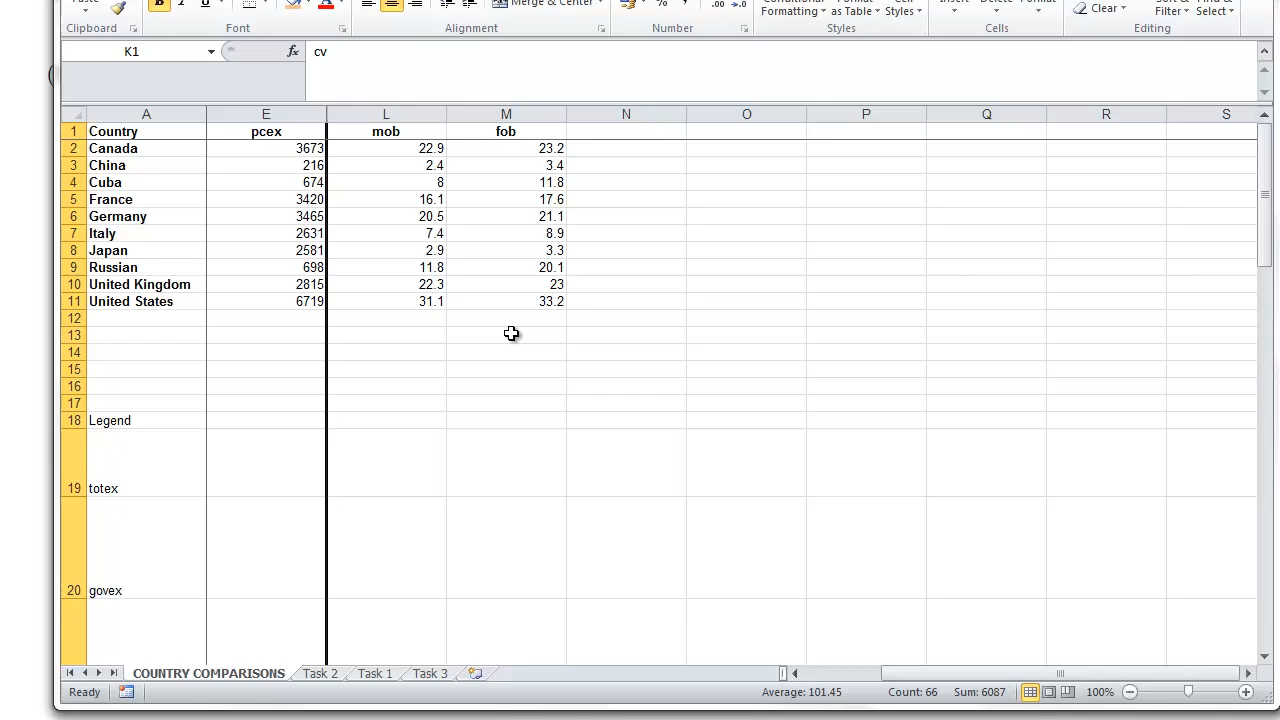 Paste B I U A Merge & Center $ % , .00 .0 Conditional Format Cell Insert Delete Format Clear Sort & Find &
Formatting as Table Styles Filter Select
Clipboard Font Alignment Number Styles Cells Editing
K1 fx cv
A E L M N O P Q R S
1 Country pcex mob fob
2 Canada 3673 22.9 23.2
3 China 216 2.4 3.4
4 Cuba 674 8 11.8
5 France 3420 16.1 17.6
6 Germany 3465 20.5 21.1
7 Italy 2631 7.4 8.9
8 Japan 2581 2.9 3.3
9 Russian 698 11.8 20.1
10 United Kingdom 2815 22.3 23
11 United States 6719 31.1 33.2
12
13
14
15
16
17
18 Legend
19 totex
20 govex
COUNTRY COMPARISONS Task 2 Task 1 Task 3
Ready Average: 101.45 Count: 66 Sum: 6087 100%